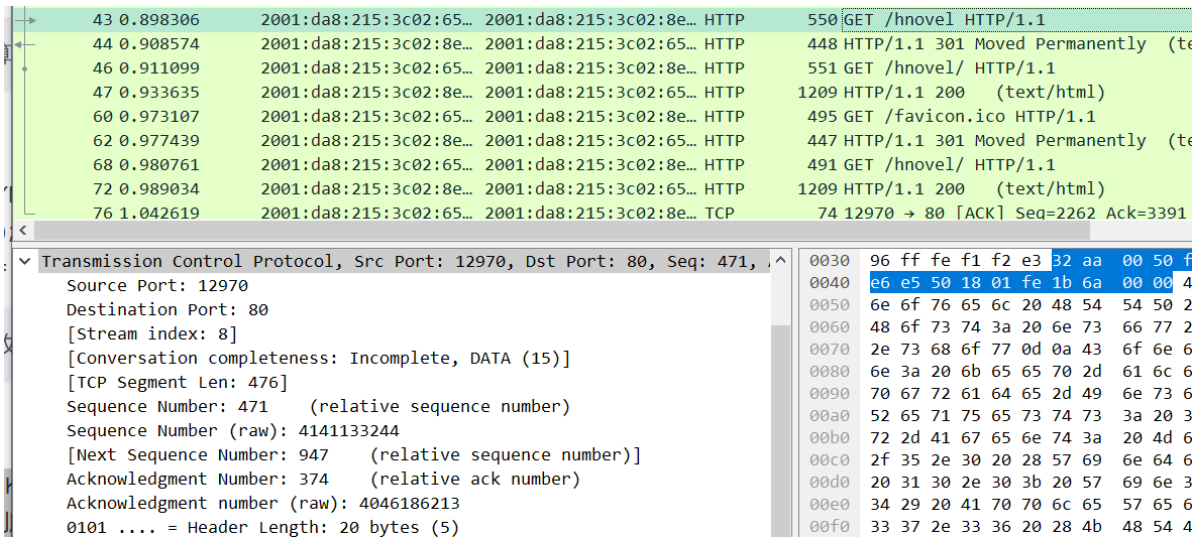 43 0.898306 2001:da8:215:3c02:65… 2001:da8:215:3c02:8e… HTTP 550 GET /hnovel HTTP/1.1
44 0.908574 2001:da8:215:3c02:8e… 2001:da8:215:3c02:65… HTTP 448 HTTP/1.1 301 Moved Permanently (te
46 0.911099 2001:da8:215:3c02:65… 2001:da8:215:3c02:8e… HTTP 551 GET /hnovel/ HTTP/1.1
47 0.933635 2001:da8:215:3c02:8e… 2001:da8:215:3c02:65… HTTP 1209 HTTP/1.1 200 (text/html)
60 0.973107 2001:da8:215:3c02:65… 2001:da8:215:3c02:8e… HTTP 495 GET /favicon.ico HTTP/1.1
62 0.977439 2001:da8:215:3c02:8e… 2001:da8:215:3c02:65… HTTP 447 HTTP/1.1 301 Moved Permanently (te
68 0.980761 2001:da8:215:3c02:65… 2001:da8:215:3c02:8e… HTTP 491 GET /hnovel/ HTTP/1.1
72 0.989034 2001:da8:215:3c02:8e… 2001:da8:215:3c02:65… HTTP 1209 HTTP/1.1 200 (text/html)
76 1.042619 2001:da8:215:3c02:65… 2001:da8:215:3c02:8e… TCP 74 12970 → 80 [ACK] Seq=2262 Ack=3391
Transmission Control Protocol, Src Port: 12970, Dst Port: 80, Seq: 471,
Source Port: 12970
Destination Port: 80
[Stream index: 8]
[Conversation completeness: Incomplete, DATA (15)]
[TCP Segment Len: 476]
Sequence Number: 471 (relative sequence number)
Sequence Number (raw): 4141133244
[Next Sequence Number: 947 (relative sequence number)]
Acknowledgment Number: 374 (relative ack number)
Acknowledgment number (raw): 4046186213
0101 .... = Header Length: 20 bytes (5)
0030 96 ff fe f1 f2 e3 32 aa 00 50 f
0040 e6 e5 50 18 01 fe 1b 6a 00 00 4
0050 6e 6f 76 65 6c 20 48 54 54 50 2
0060 48 6f 73 74 3a 20 6e 73 66 77 2
0070 2e 73 68 6f 77 0d 0a 43 6f 6e 6
0080 6e 3a 20 6b 65 65 70 2d 61 6c 6
0090 70 67 72 61 64 65 2d 49 6e 73 6
00a0 52 65 71 75 65 73 74 73 3a 20 3
00b0 72 2d 41 67 65 6e 74 3a 20 4d 6
00c0 2f 35 2e 30 20 28 57 69 6e 64 6
00d0 20 31 30 2e 30 3b 20 57 69 6e 3
00e0 34 29 20 41 70 70 6c 65 57 65 6
00f0 33 37 2e 33 36 20 28 4b 48 54 4